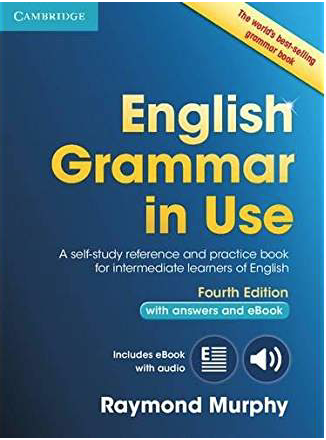 CAMBRIDGE
The world's best-selling
grammar book
English
Grammar
in Use
A self-study reference and practice book
for intermediate learners of English
Fourth Edition
with answers and eBook
Includes eBook
with audio
Raymond Murphy